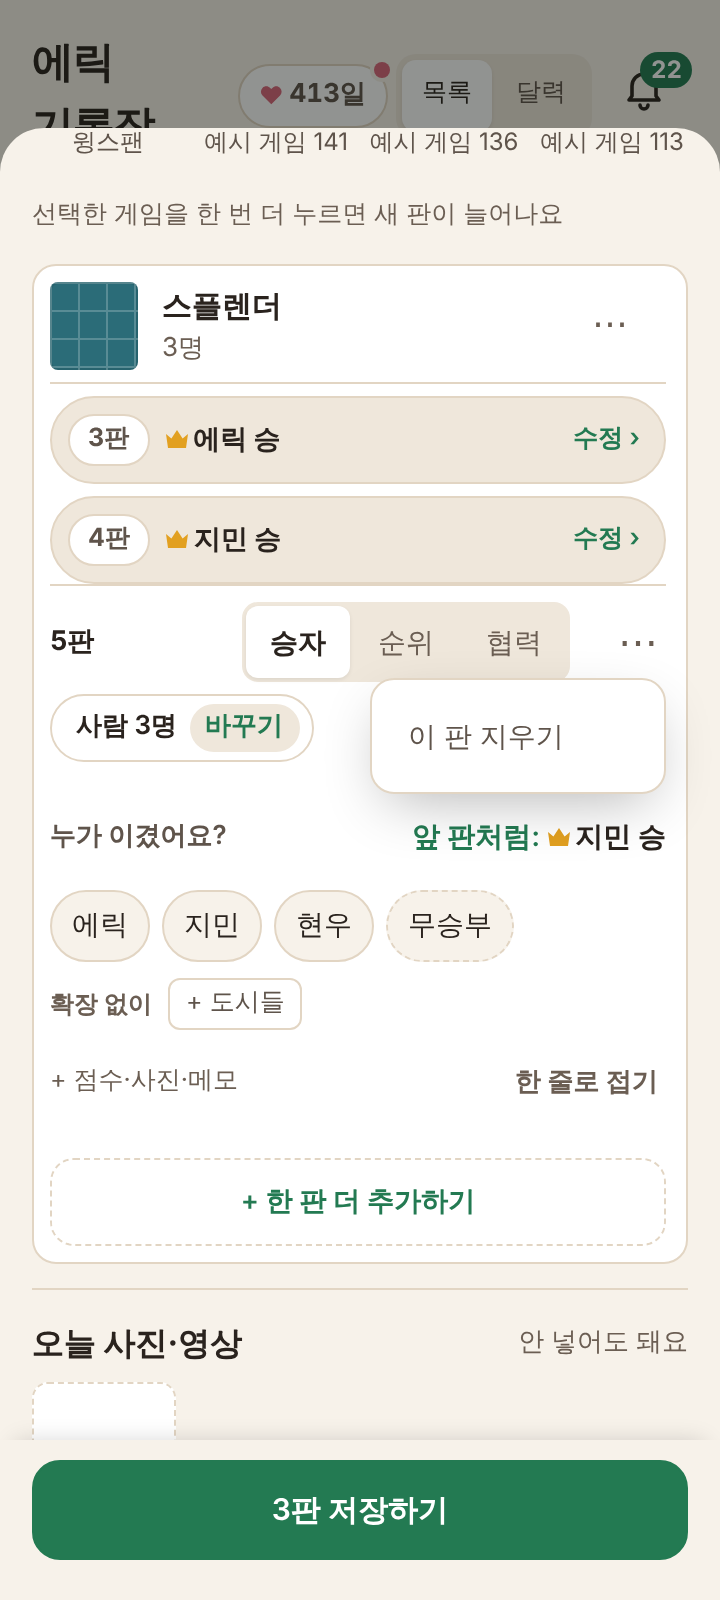 에릭
413일
목록
달력
22
윙스팬
예시 게임 141
예시 게임 136
예시 게임 113
선택한 게임을 한 번 더 누르면 새 판이 늘어나요
스플렌더
3명
…
3판 에릭 승 수정 ›
4판 지민 승 수정 ›
5판 승자 순위 협력 …
사람 3명 바꾸기
이 판 지우기
누가 이겼어요? 앞 판처럼: 지민 승
에릭 지민 현우 무승부
확장 없이 + 도시들
+ 점수·사진·메모 한 줄로 접기
+ 한 판 더 추가하기
오늘 사진·영상 안 넣어도 돼요
3판 저장하기